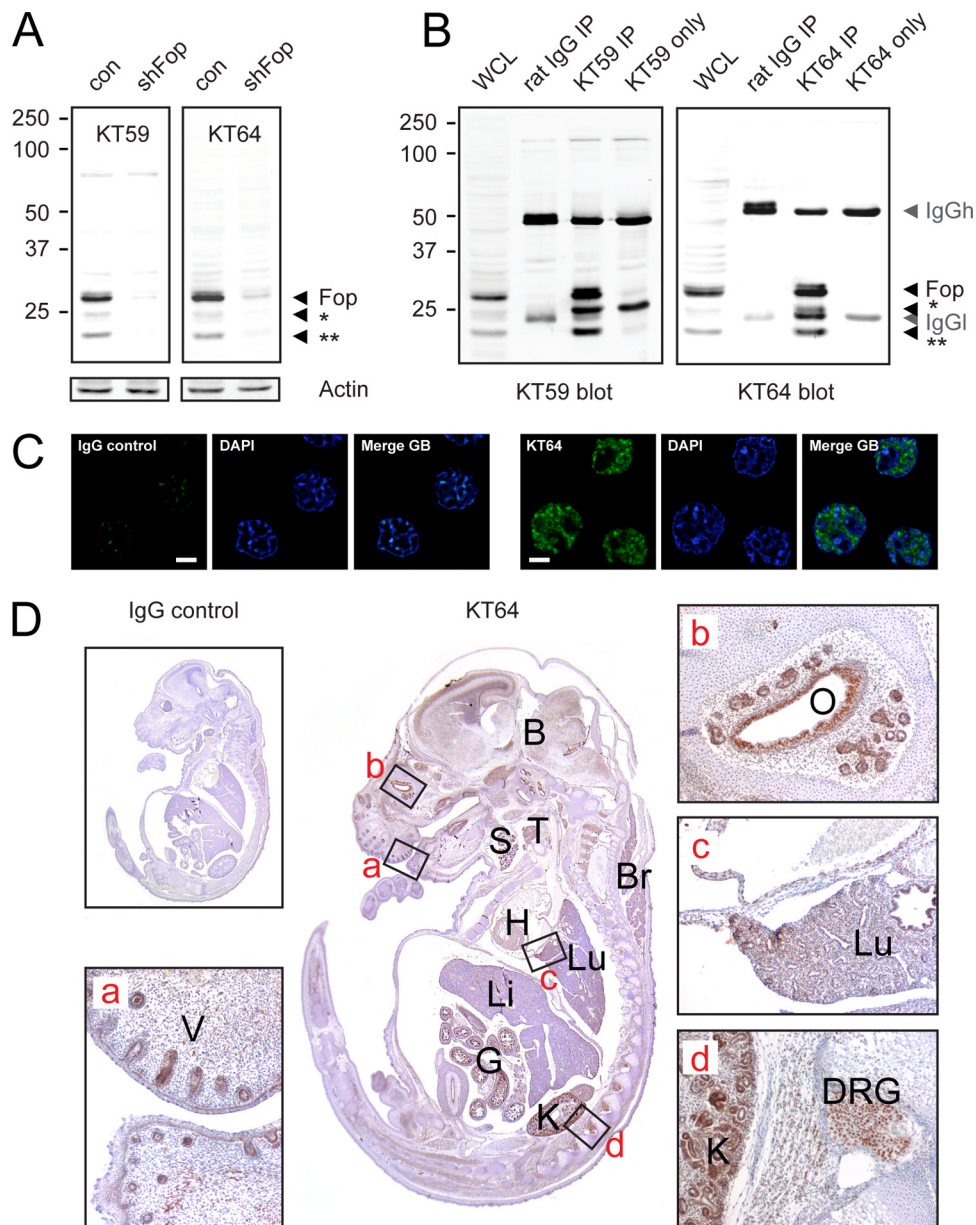 A
con
shFop
con
shFop
250
100
50
37
25
KT59
KT64
Fop
*
**
Actin
B
WCL
rat IgG IP
KT59 IP
KT59 only
WCL
rat IgG IP
KT64 IP
KT64 only
250
100
50
37
25
IgGh
Fop
*
IgGl
**
KT59 blot
KT64 blot
C
IgG control
DAPI
Merge GB
KT64
DAPI
Merge GB
D
IgG control
KT64
b
a
B
S
T
Br
H
Lu
c
Li
G
K
d
a
V
b
O
c
Lu
d
DRG
K